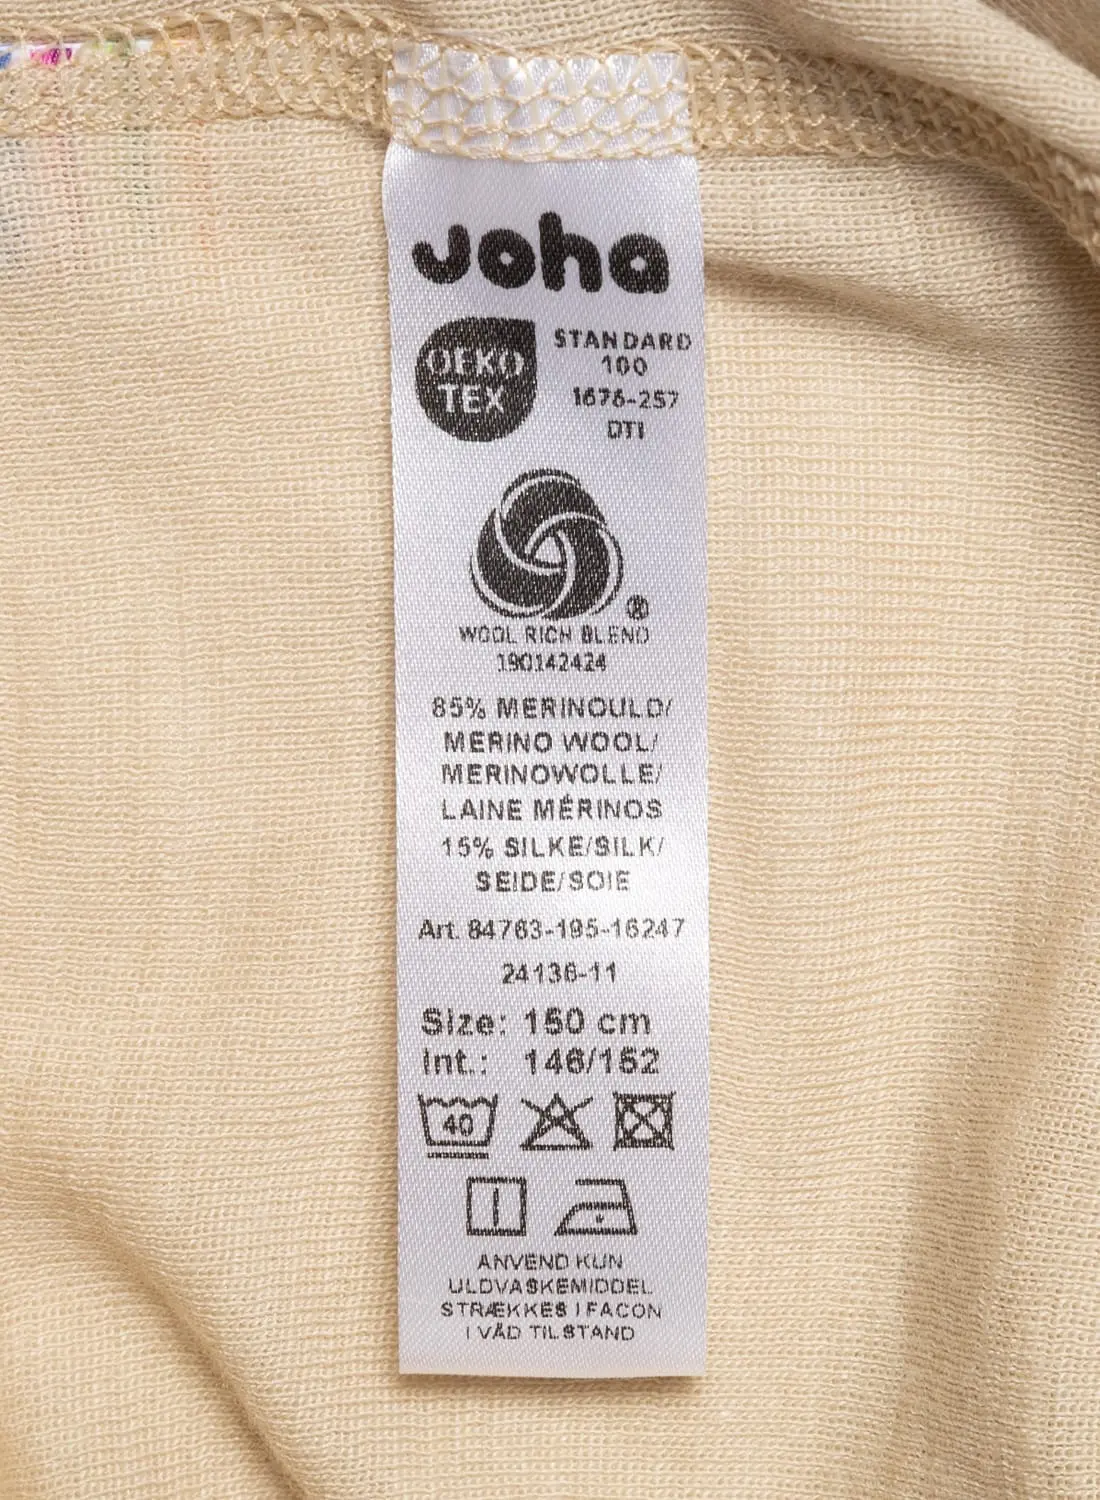 Joha
OEKO
TEX
STANDARD
100
1676-257
DTI
®
WOOL RICH BLEND
190142424
85% MERINOULD/
MERINO WOOL/
MERINOWOLLE/
LAINE MÉRINOS
15% SILKE/SILK/
SEIDE/SOIE
Art. 84763-195-16247
24136-11
Size: 150 cm
Int.: 146/152
40
ANVEND KUN
ULDVASKEMIDDEL
STRÆKKES I FACON
I VÅD TILSTAND